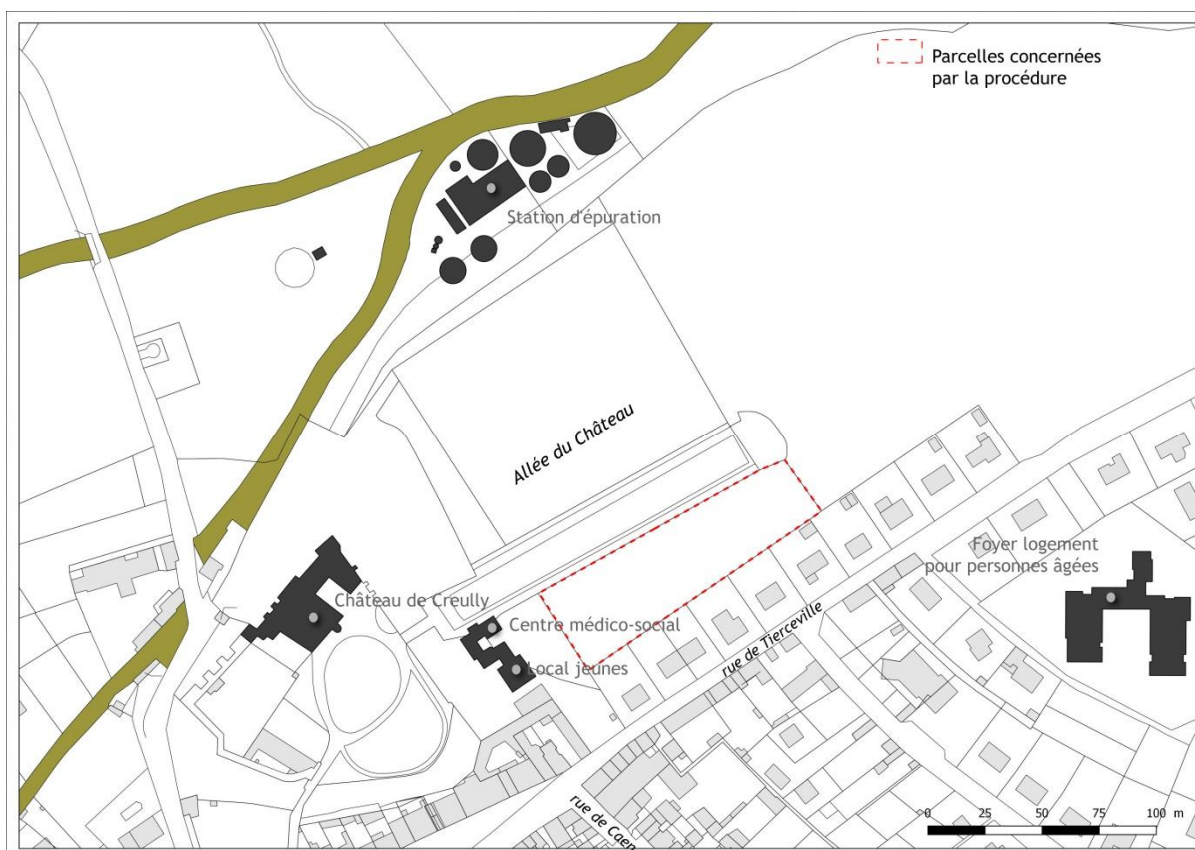 Parcelles concernées
par la procédure
Station d'épuration
Allée du Château
Foyer logement
pour personnes âgées
Château de Creully
Centre médico-social
Local jeunes
rue de Tierceville
rue de Caen
0 25 50 75 100 m